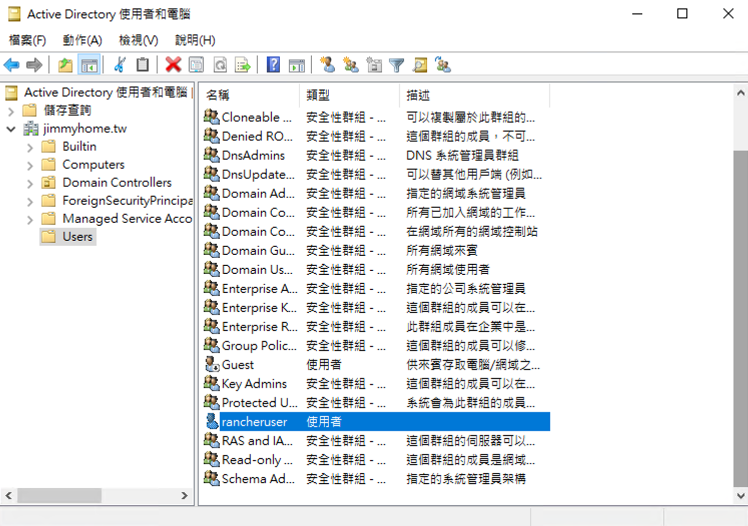 Active Directory 使用者和電腦
檔案(F) 動作(A) 檢視(V) 說明(H)
Active Directory 使用者和電腦
儲存查詢
jimmyhome.tw
Builtin
Computers
Domain Controllers
ForeignSecurityPrincipa
Managed Service Acco
Users
名稱 類型 描述
Cloneable ... 安全性群組 - ... 可以複製屬於此群組的...
Denied RO... 安全性群組 - ... 這個群組的成員，不可...
DnsAdmins 安全性群組 - ... DNS 系統管理員群組
DnsUpdate... 安全性群組 - ... 可以替其他用戶端 (例如...
Domain Ad... 安全性群組 - ... 指定的網域系統管理員
Domain Co... 安全性群組 - ... 所有已加入網域的工作...
Domain Co... 安全性群組 - ... 在網域所有的網域控制站
Domain Gu... 安全性群組 - ... 所有網域來賓
Domain Us... 安全性群組 - ... 所有網域使用者
Enterprise A... 安全性群組 - ... 指定的公司系統管理員
Enterprise K... 安全性群組 - ... 這個群組的成員可以在...
Enterprise R... 安全性群組 - ... 此群組成員在企業中是...
Group Polic... 安全性群組 - ... 這個群組的成員可以修...
Guest 使用者 供來賓存取電腦/網域之...
Key Admins 安全性群組 - ... 這個群組的成員可以在...
Protected U... 安全性群組 - ... 系統會為此群組的成員...
rancheruser 使用者
RAS and IA... 安全性群組 - ... 這個群組的伺服器可以...
Read-only ... 安全性群組 - ... 這個群組的成員是網域...
Schema Ad... 安全性群組 - ... 指定的系統管理員架構